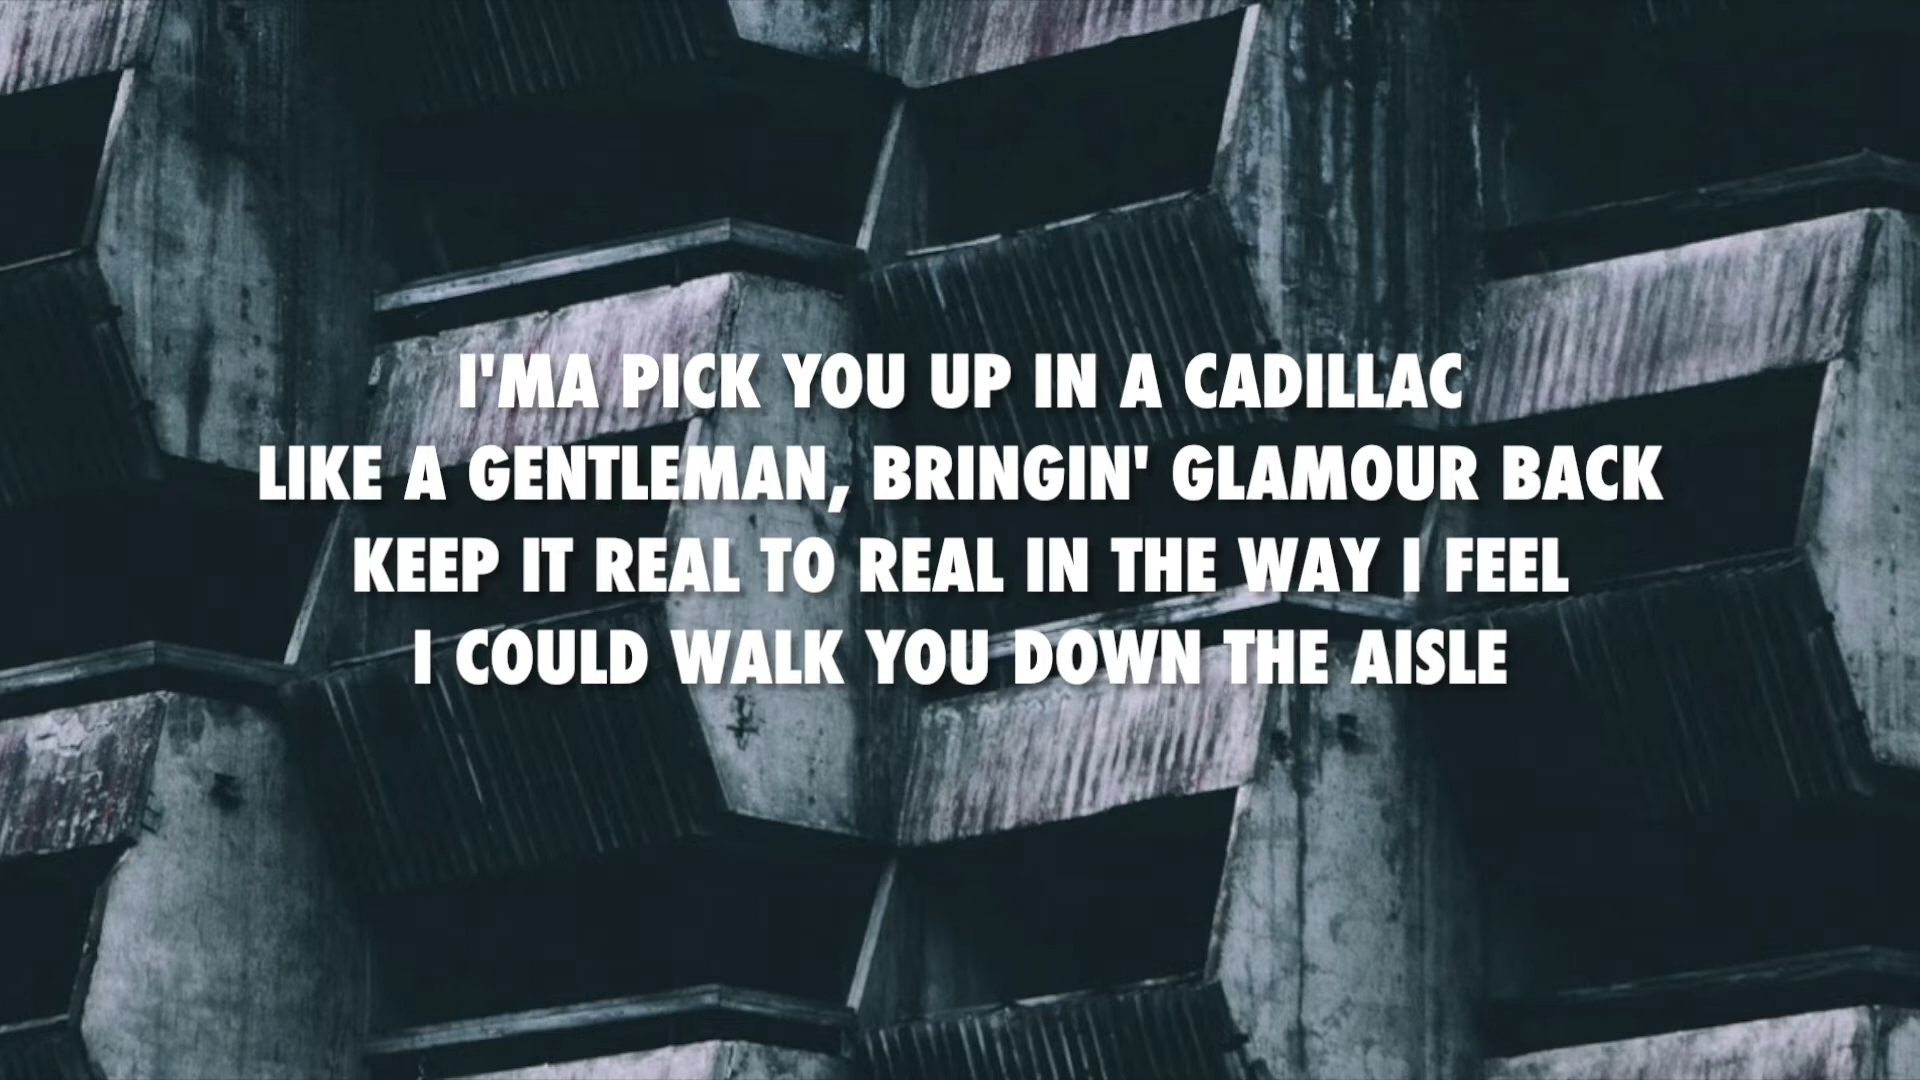 I'MA PICK YOU UP IN A CADILLAC
LIKE A GENTLEMAN, BRINGIN' GLAMOUR BACK
KEEP IT REAL TO REAL IN THE WAY I FEEL
I COULD WALK YOU DOWN THE AISLE